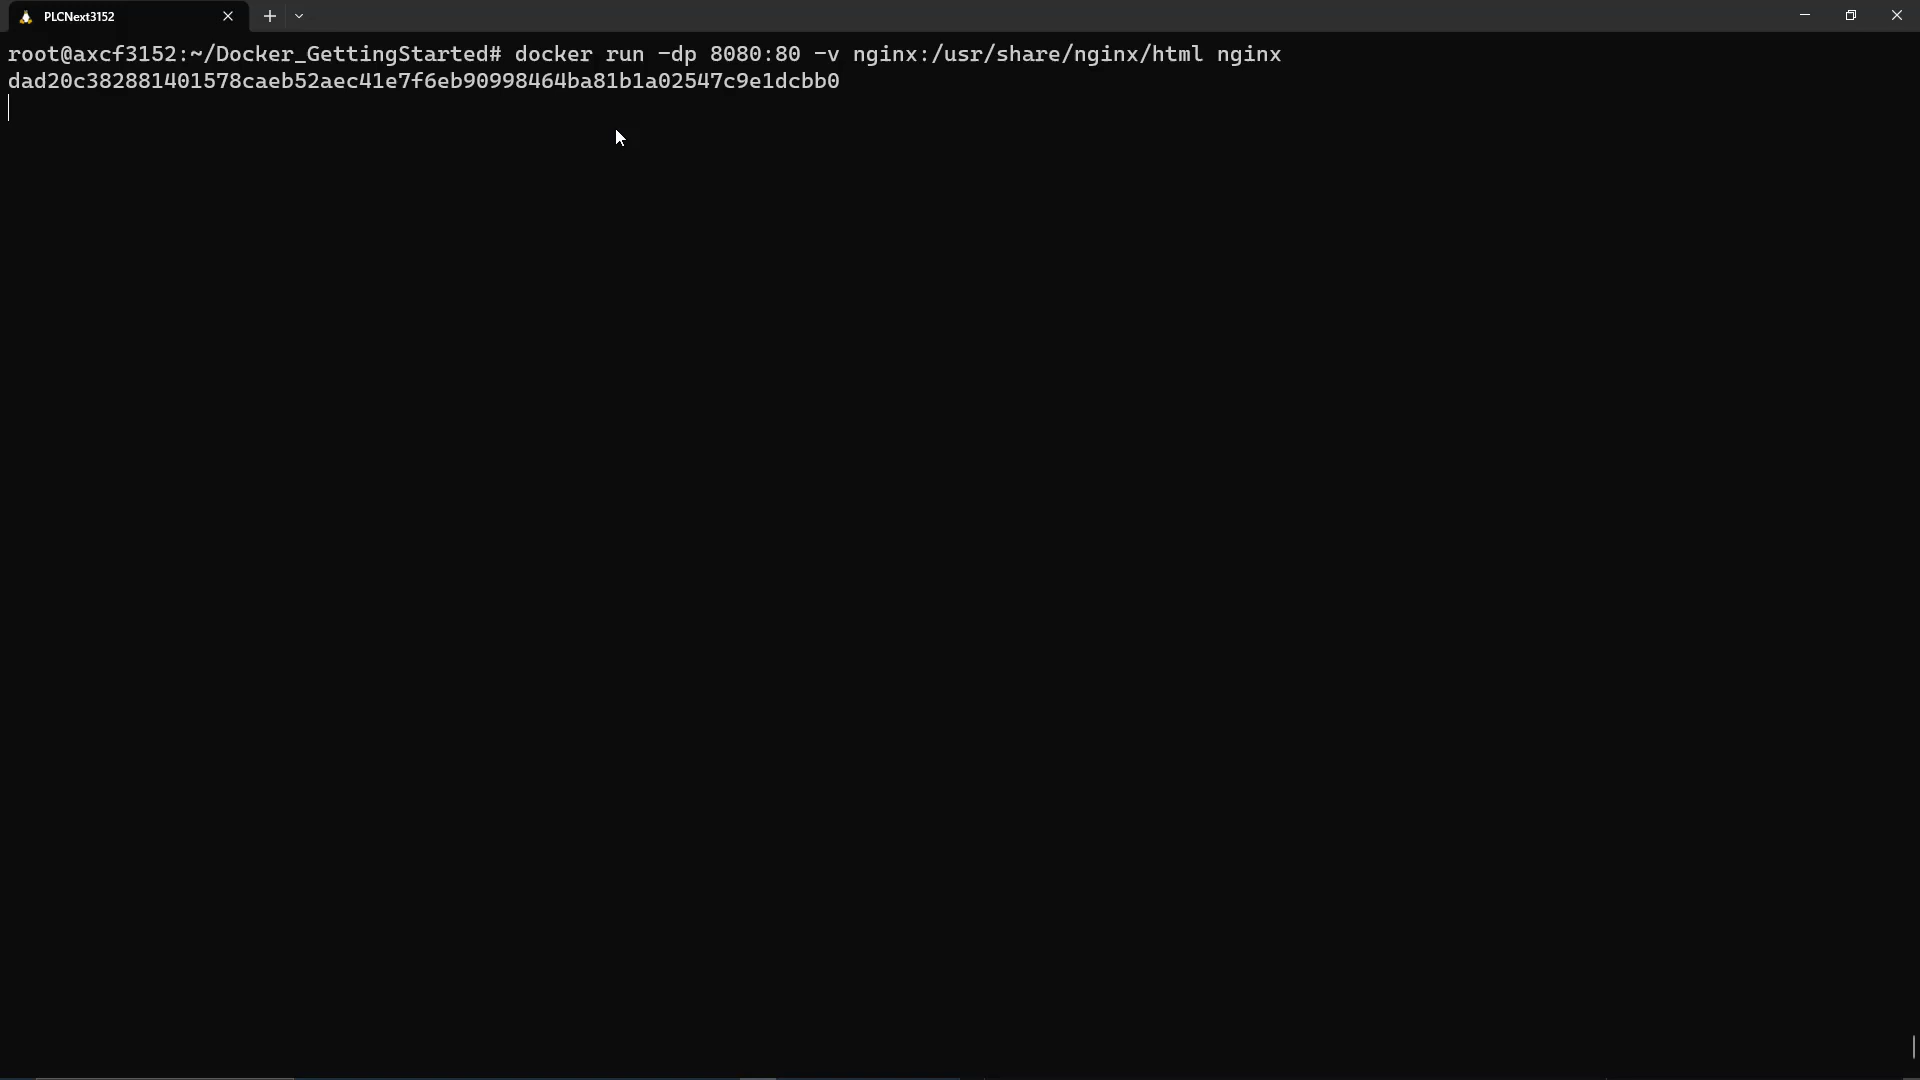 PLCNext3152
root@axcf3152:~/Docker_GettingStarted# docker run -dp 8080:80 -v nginx:/usr/share/nginx/html nginx
dad20c382881401578caeb52aec41e7f6eb90998464ba81b1a02547c9e1dcbb0